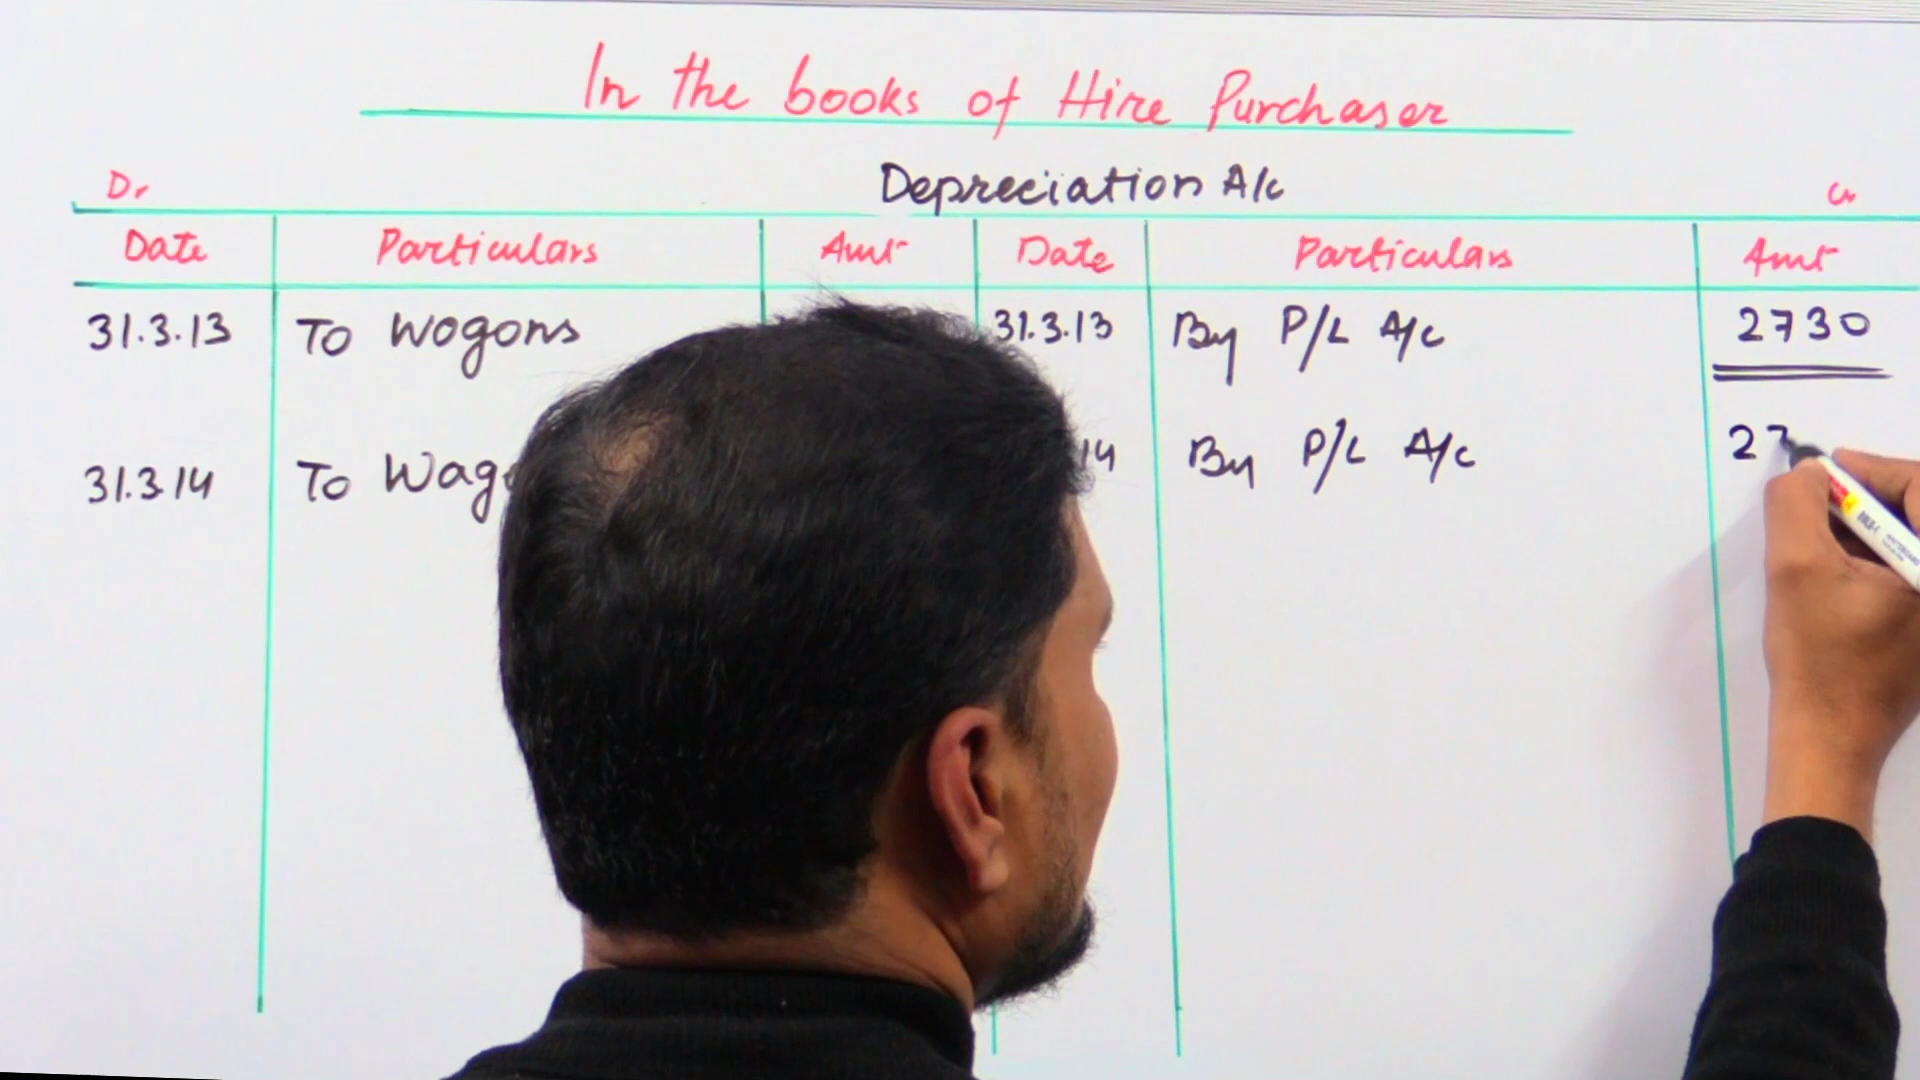 In the books of Hire Purchaser
Dr Depreciation A/c Cr
Date Particulars Amt Date Particulars Amt
31.3.13 To Wogons 31.3.13 By P/L A/c 2730
31.3.14 To Wag 14 By P/L A/c 27